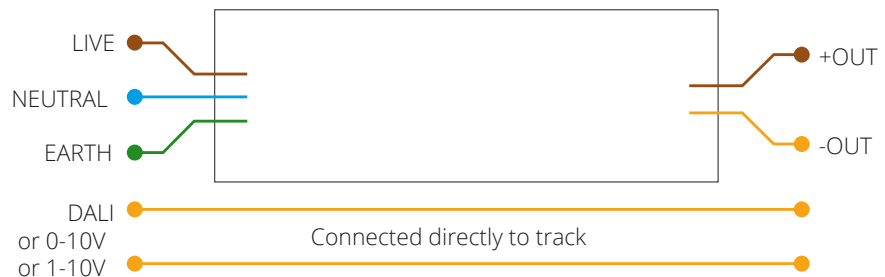 LIVE
NEUTRAL
EARTH
+OUT
-OUT
DALI
or 0-10V
or 1-10V
Connected directly to track